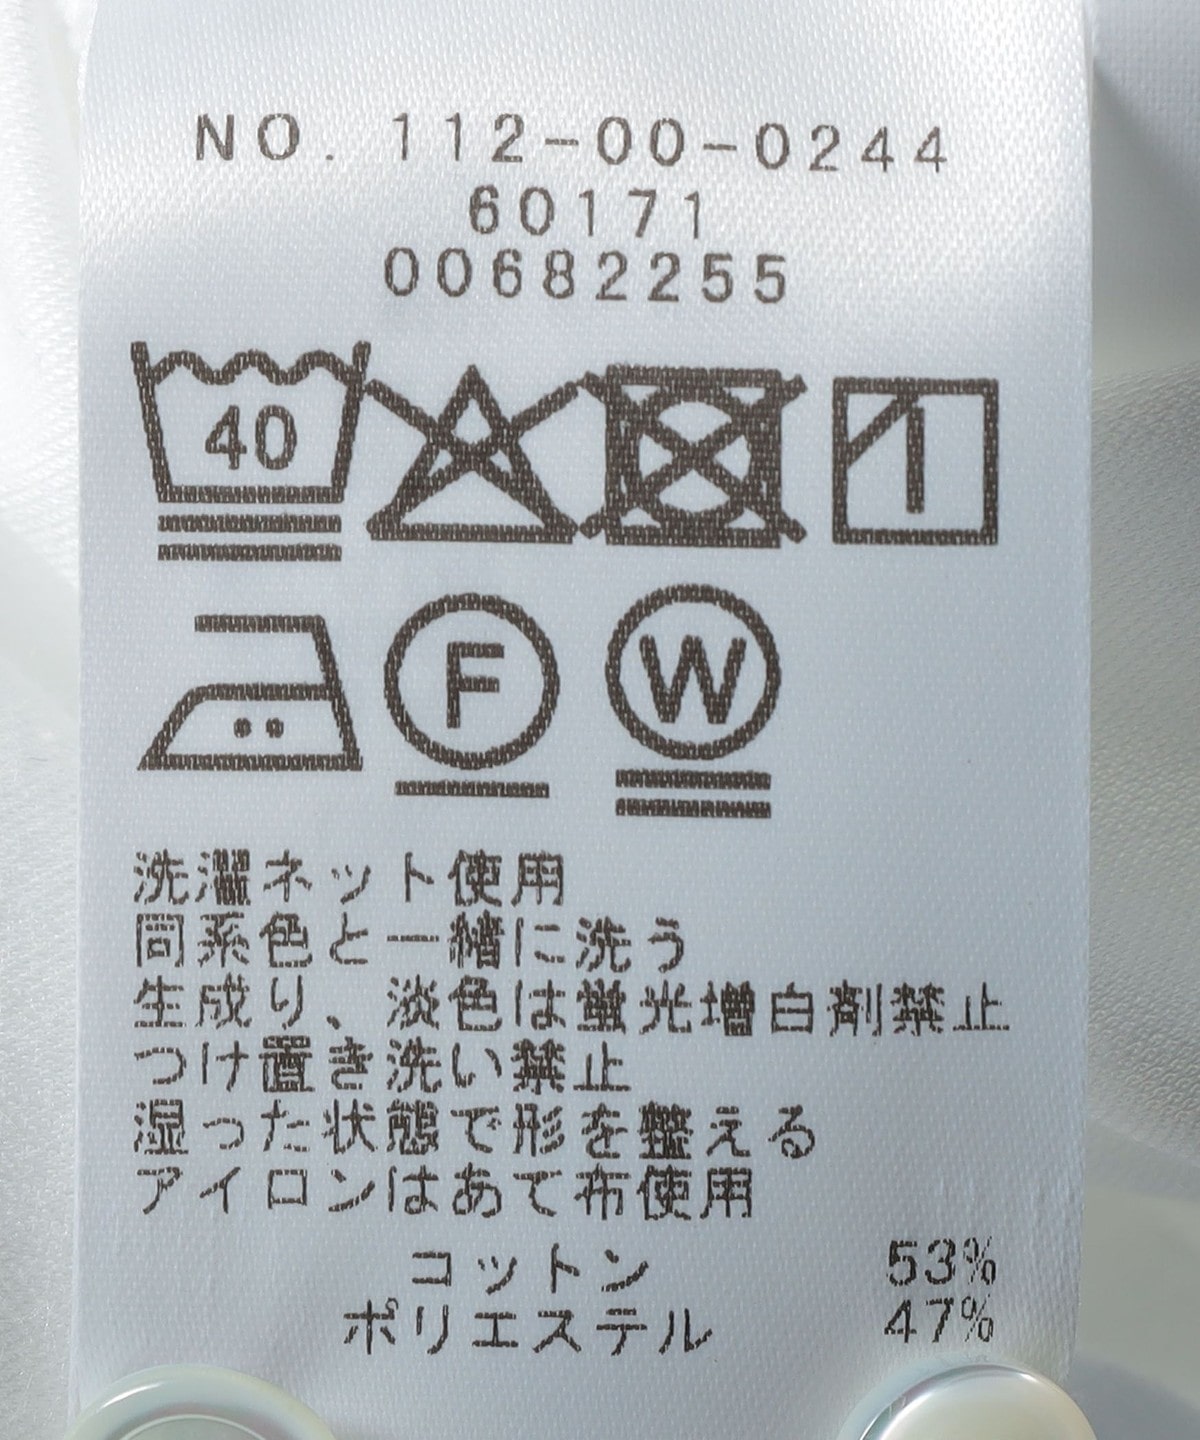 NO. 112-00-0244
60171
00682255
40
F
W
洗濯ネット使用
同系色と一緒に洗う
生成り、淡色は蛍光増白剤禁止
つけ置き洗い禁止
湿った状態で形を整える
アイロンはあて布使用
コットン 53%
ポリエステル 47%